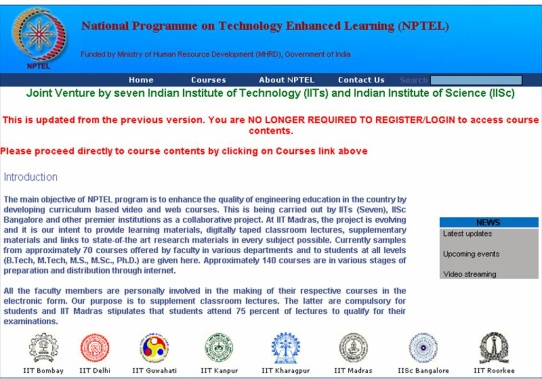 National Programme on Technology Enhanced Learning (NPTEL)
Funded by Ministry of Human Resource Development (MHRD), Government of India
NPTEL
Home Courses About NPTEL Contact Us Search
Joint Venture by seven Indian Institute of Technology (IITs) and Indian Institute of Science (IISc)
This is updated from the previous version. You are NO LONGER REQUIRED TO REGISTER/LOGIN to access course
contents.
Please proceed directly to course contents by clicking on Courses link above
Introduction
The main objective of NPTEL program is to enhance the quality of engineering education in the country by
developing curriculum based video and web courses. This is being carried out by IITs (Seven), IISc
Bangalore and other premier institutions as a collaborative project. At IIT Madras, the project is evolving
and it is our intent to provide learning materials, digitally taped classroom lectures, supplementary
materials and links to state-of-the art research materials in every subject possible. Currently samples
from approximately 70 courses offered by faculty in various departments and to students at all levels
(B.Tech, M.Tech, M.S., M.Sc., Ph.D.) are given here. Approximately 140 courses are in various stages of
preparation and distribution through internet.
All the faculty members are personally involved in the making of their respective courses in the
electronic form. Our purpose is to supplement classroom lectures. The latter are compulsory for
students and IIT Madras stipulates that students attend 75 percent of lectures to qualify for their
examinations.
NEWS
Latest updates
Upcoming events
Video streaming
IIT Bombay IIT Delhi IIT Guwahati IIT Kanpur IIT Kharagpur IIT Madras IISc Bangalore IIT Roorkee